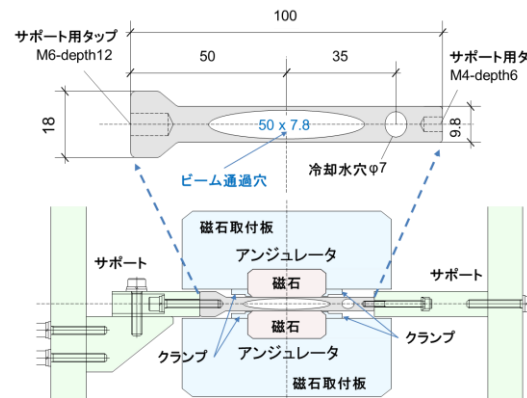 100
サポート用タップ
M6-depth12
50
35
サポート用タ
M4-depth6
18
50 x 7.8
9.8
ビーム通過穴
冷却水穴φ7
磁石取付板
サポート
アンジュレータ
サポート
磁石
磁石
クランプ
アンジュレータ
クランプ
磁石取付板